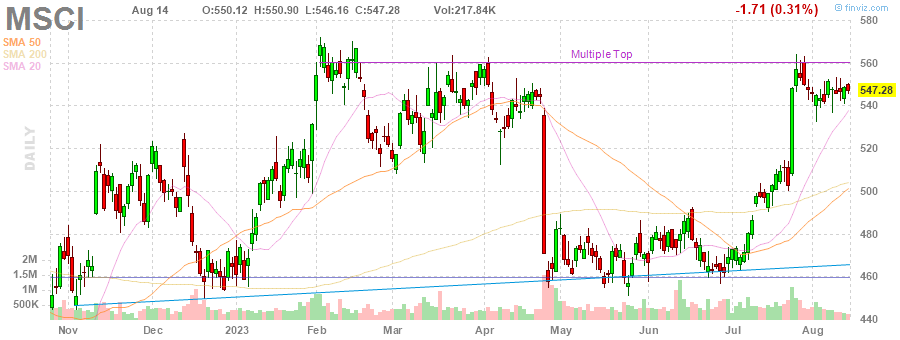 MSCI
Aug 14 O:550.12 H:550.90 L:546.16 C:547.28 Vol:217.84K
-1.71 (0.31%)
finviz.com
SMA 50
SMA 200
SMA 20
DAILY
Multiple Top
580
560
547.28
540
520
500
480
460
440
2M
1.5M
1M
500K
Nov Dec 2023 Feb Mar Apr May Jun Jul Aug